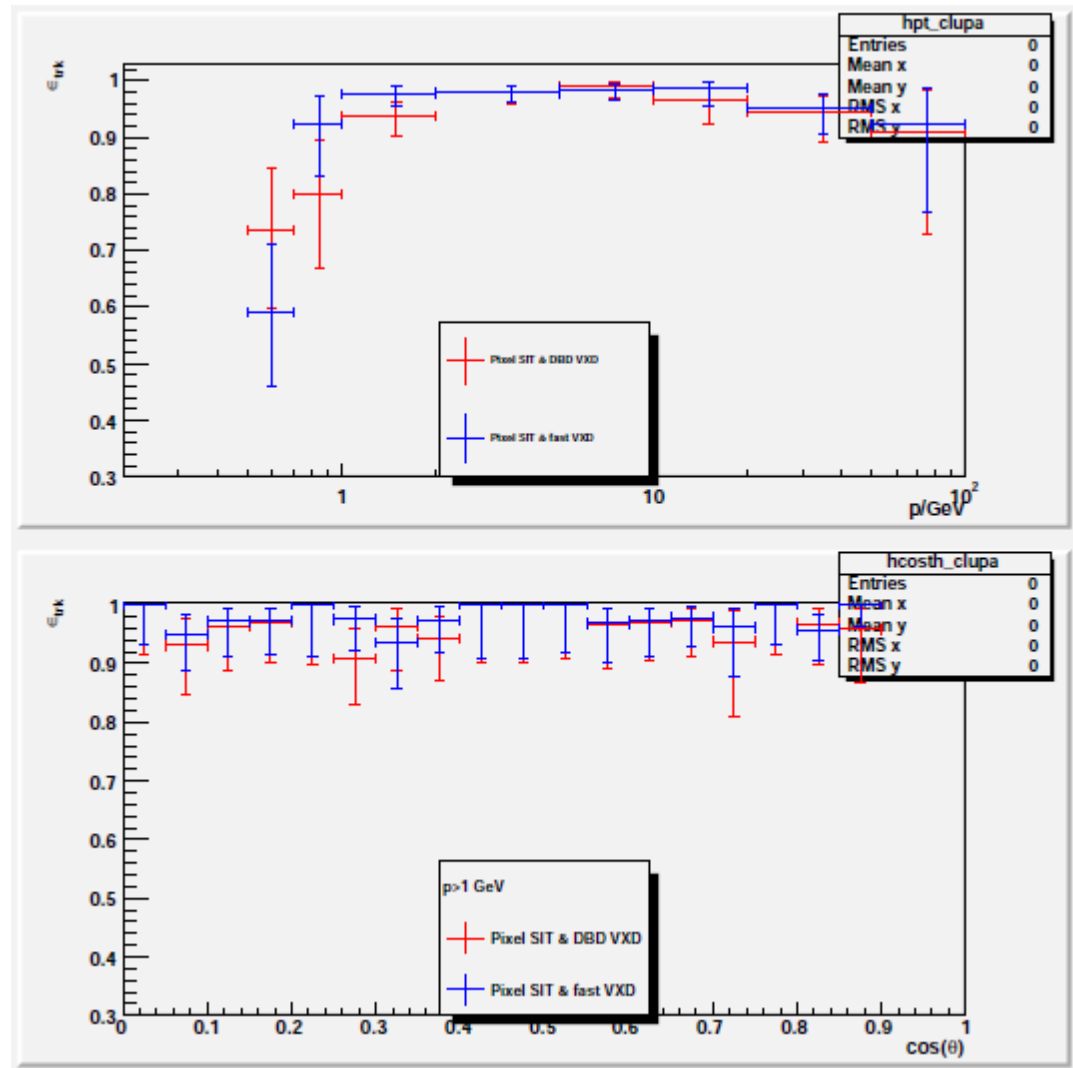 hpt_clupa
Entries 0
Mean x 0
Mean y 0
RMS x 0
RMS y 0
ϵtrk
1
0.9
0.8
0.7
0.6
0.5
0.4
0.3
Pixel SIT & DBD VXD
Pixel SIT & fast VXD
1 10 10²
p/GeV
hcosth_clupa
Entries 0
Mean x 0
Mean y 0
RMS x 0
RMS y 0
ϵtrk
1
0.9
0.8
0.7
0.6
0.5
0.4
0.3
p>1 GeV
Pixel SIT & DBD VXD
Pixel SIT & fast VXD
0 0.1 0.2 0.3 0.4 0.5 0.6 0.7 0.8 0.9 1
cos(θ)